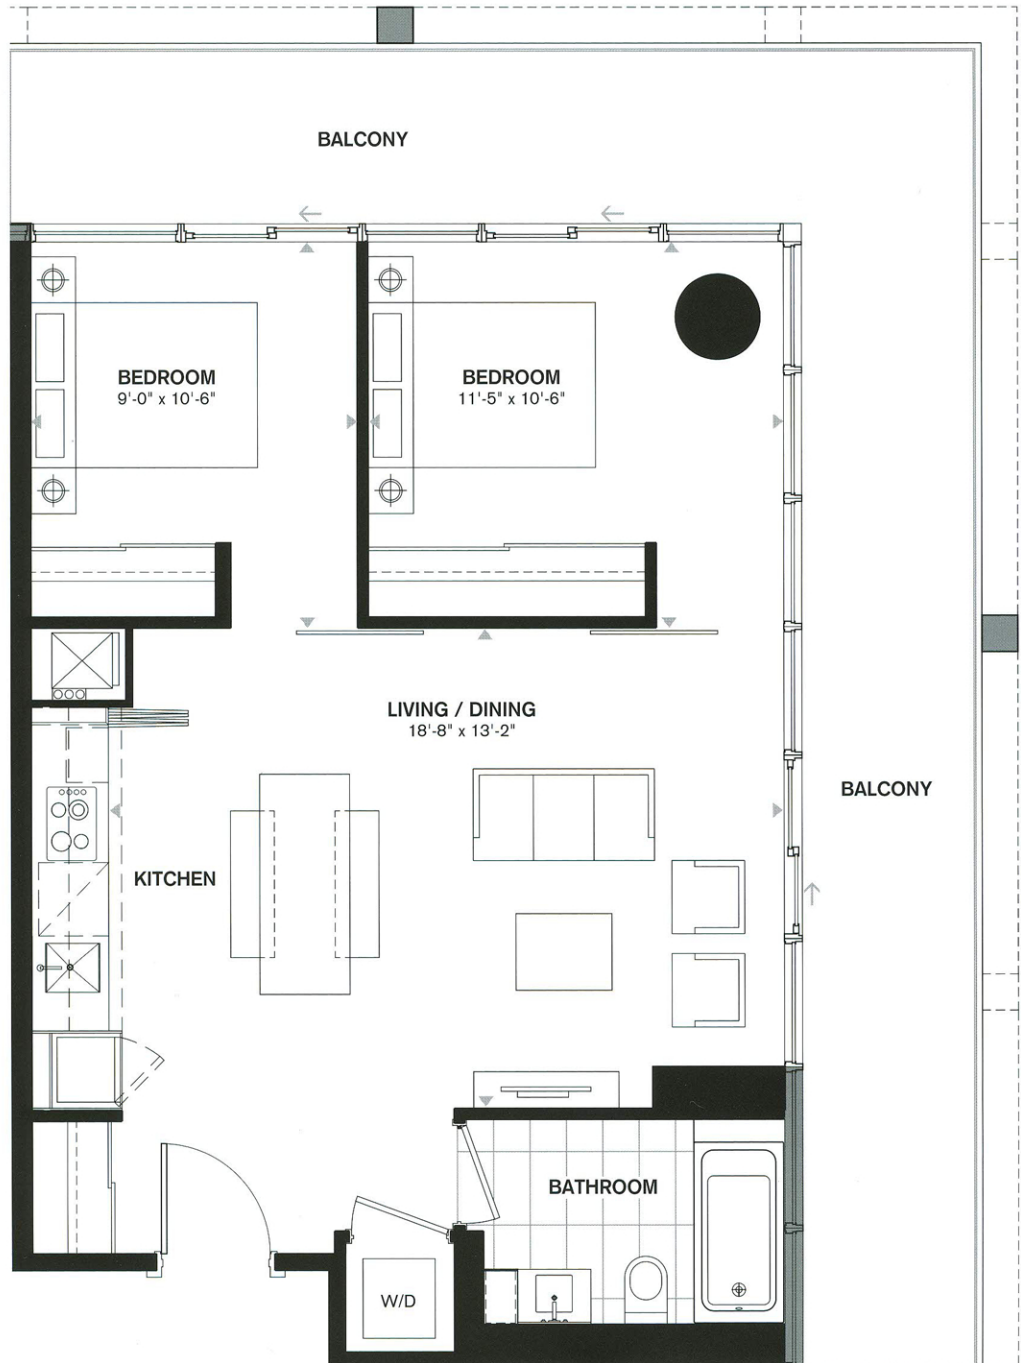 BALCONY
BEDROOM
9'-0" x 10'-6"
BEDROOM
11'-5" x 10'-6"
LIVING / DINING
18'-8" x 13'-2"
BALCONY
KITCHEN
BATHROOM
W/D